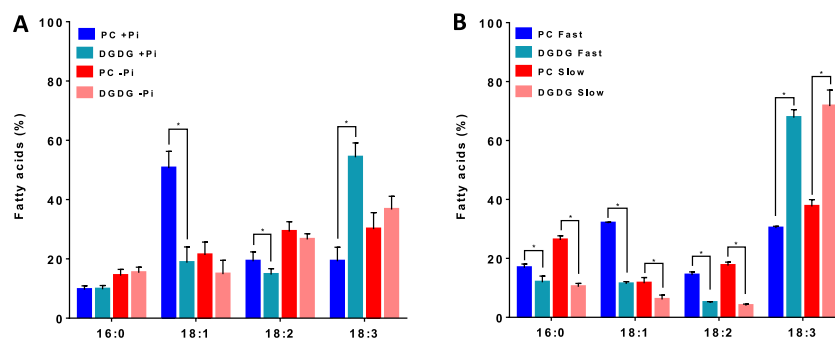 A
Fatty acids (%)
100
80
60
40
20
0
PC +Pi
DGDG +Pi
PC -Pi
DGDG -Pi
*
*
*
16:0
18:1
18:2
18:3
B
Fatty acids (%)
100
80
60
40
20
0
PC Fast
DGDG Fast
PC Slow
DGDG Slow
*
*
*
*
*
*
*
*
16:0
18:1
18:2
18:3